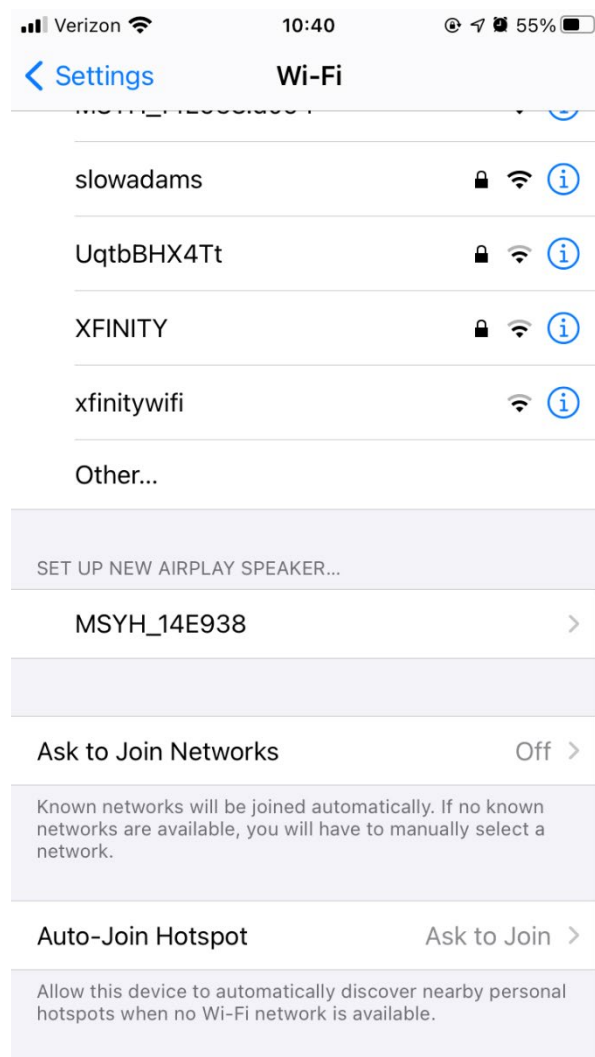 Verizon 10:40 55%
Settings Wi-Fi
slowadams
UqtbBHX4Tt
XFINITY
xfinitywifi
Other...
SET UP NEW AIRPLAY SPEAKER...
MSYH_14E938
Ask to Join Networks Off
Known networks will be joined automatically. If no known
networks are available, you will have to manually select a
network.
Auto-Join Hotspot Ask to Join
Allow this device to automatically discover nearby personal
hotspots when no Wi-Fi network is available.